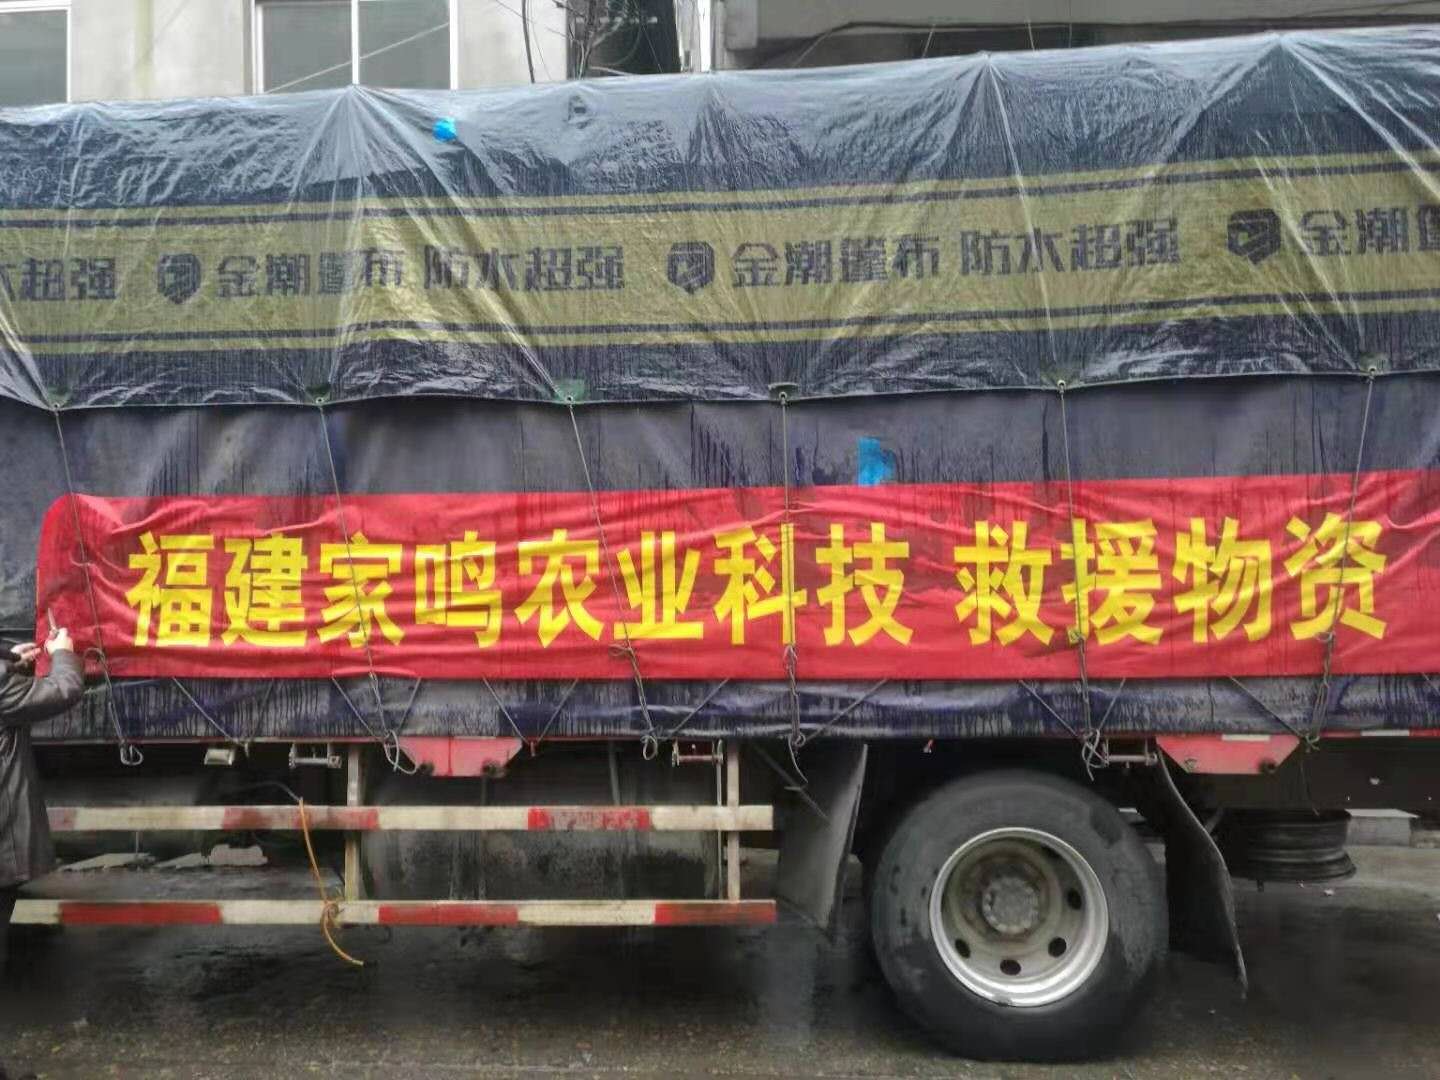 水超强 金潮篷布 防水超强 金潮篷布 防水超强 金潮
福建家鸣农业科技 救援物资